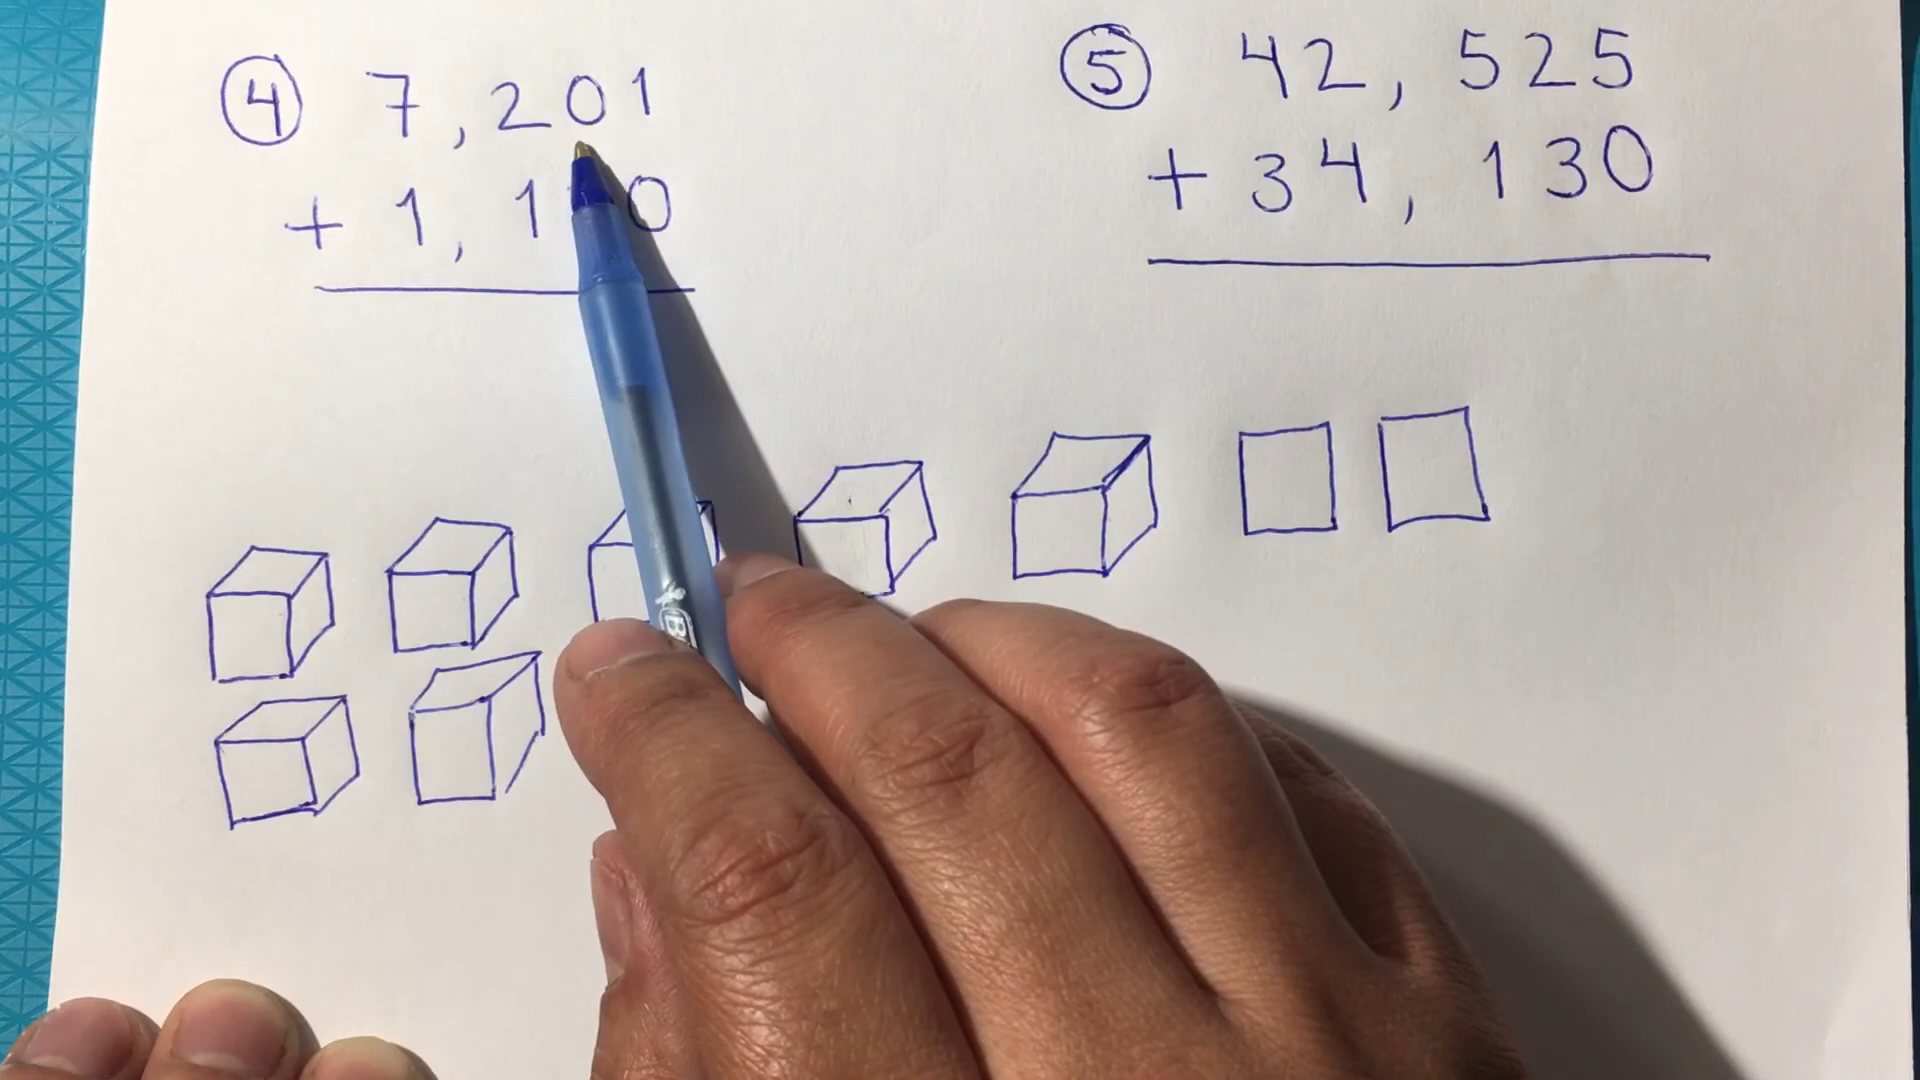 ④ 7,201
+ 1,1 0
⑤ 42,525
+ 34,130
B